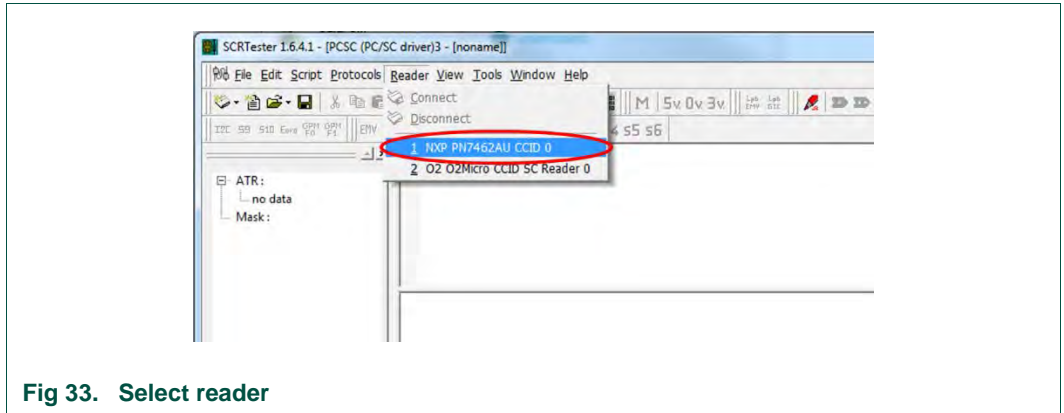 SCRTester 1.6.4.1 - [PCSC (PC/SC driver)3 - [noname]]
File Edit Script Protocols Reader View Tools Window Help
Connect
M 5v 0v 3v
Disconnect
S9 S10 EMV S5 S6
1 NXP PN7462AU CCID 0
2 O2 O2Micro CCID SC Reader 0
ATR:
no data
Mask:
Fig 33. Select reader